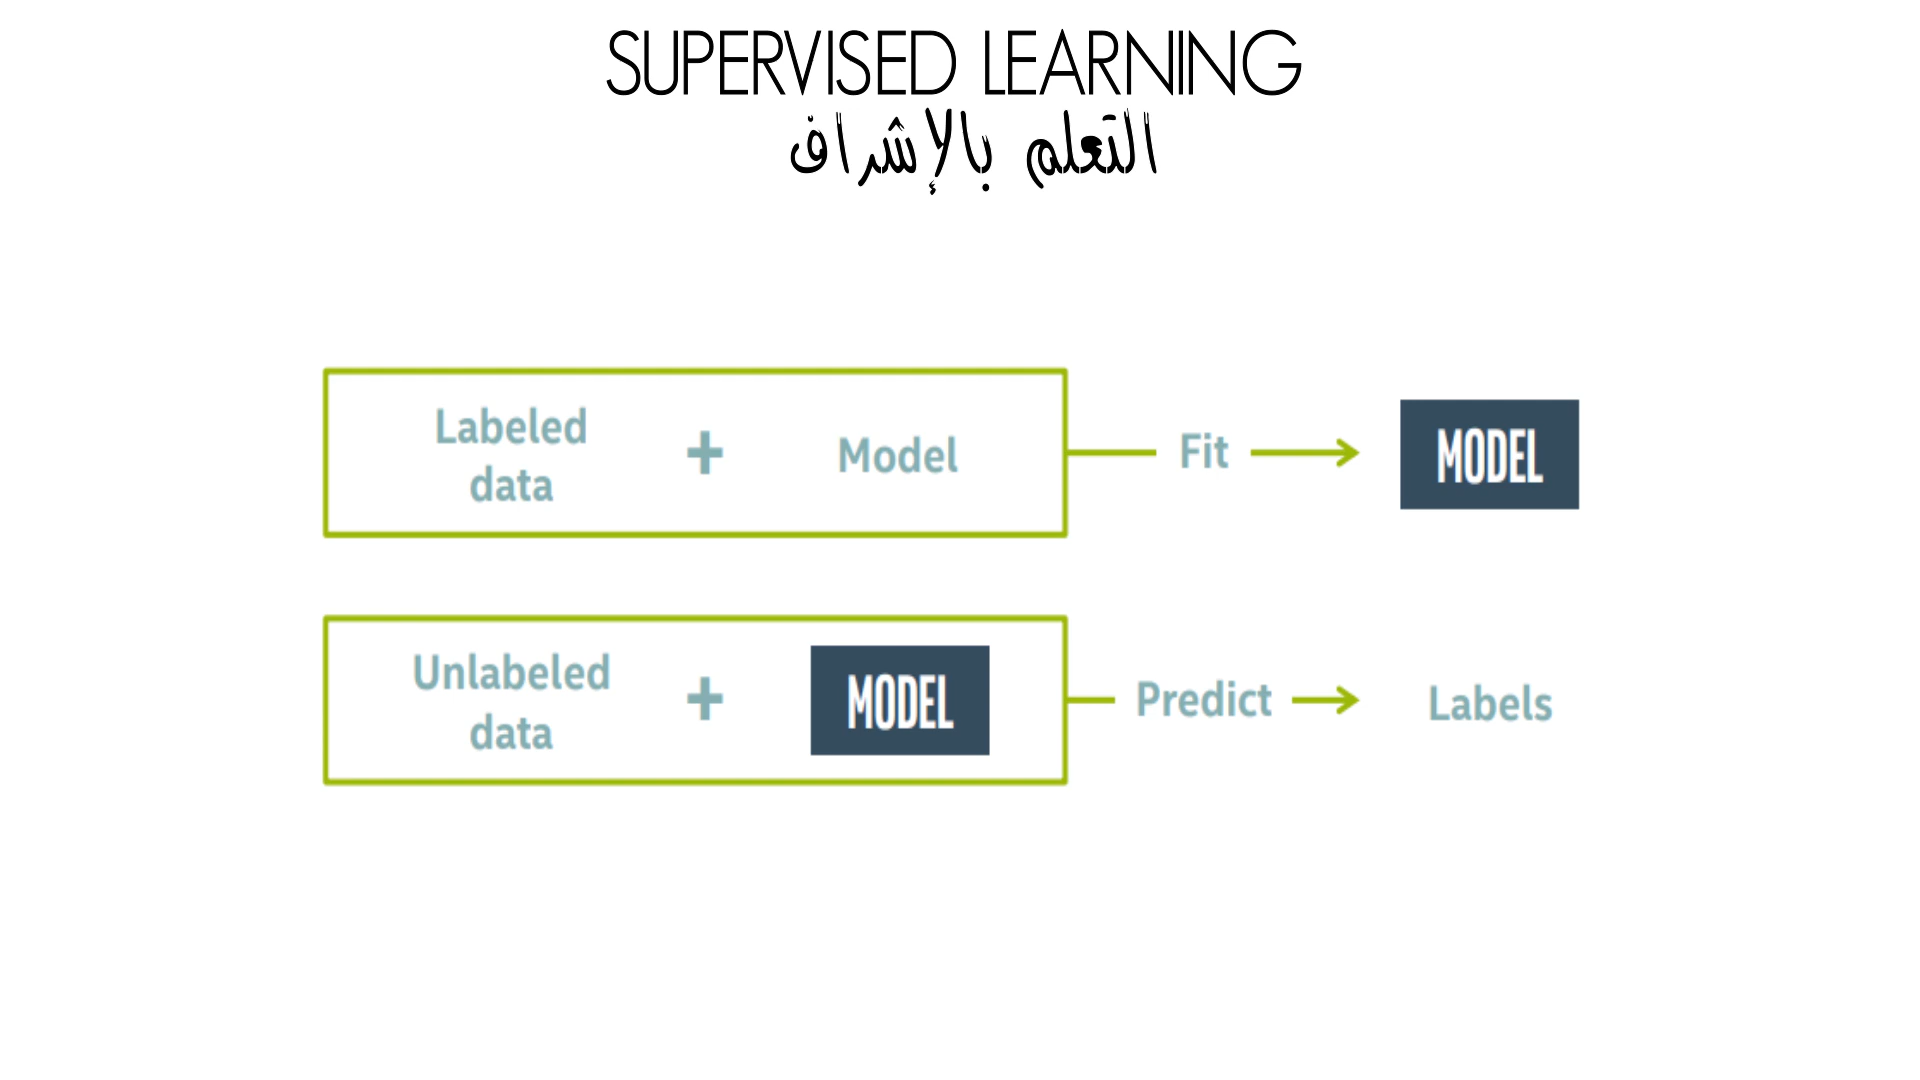 SUPERVISED LEARNING
التعلم بالإشراف
Labeled
data
+
Model
Fit
MODEL
Unlabeled
data
+
MODEL
Predict
Labels